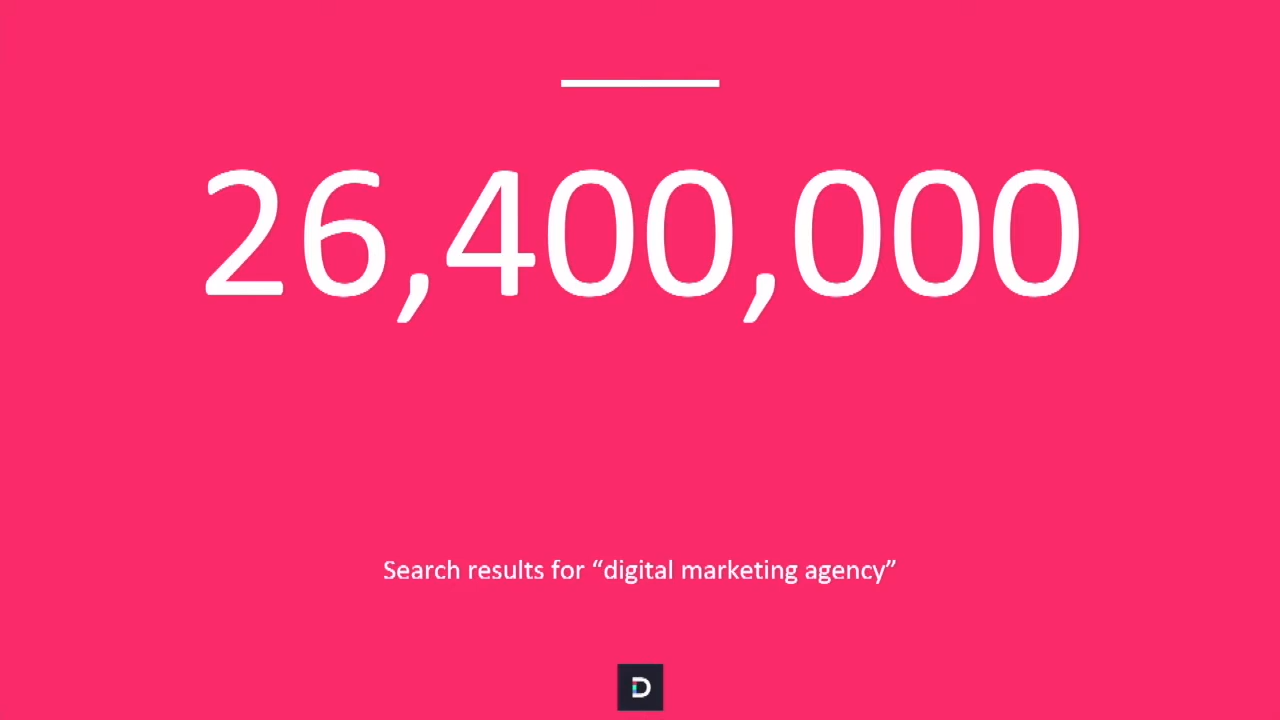 26,400,000
Search results for “digital marketing agency”
D